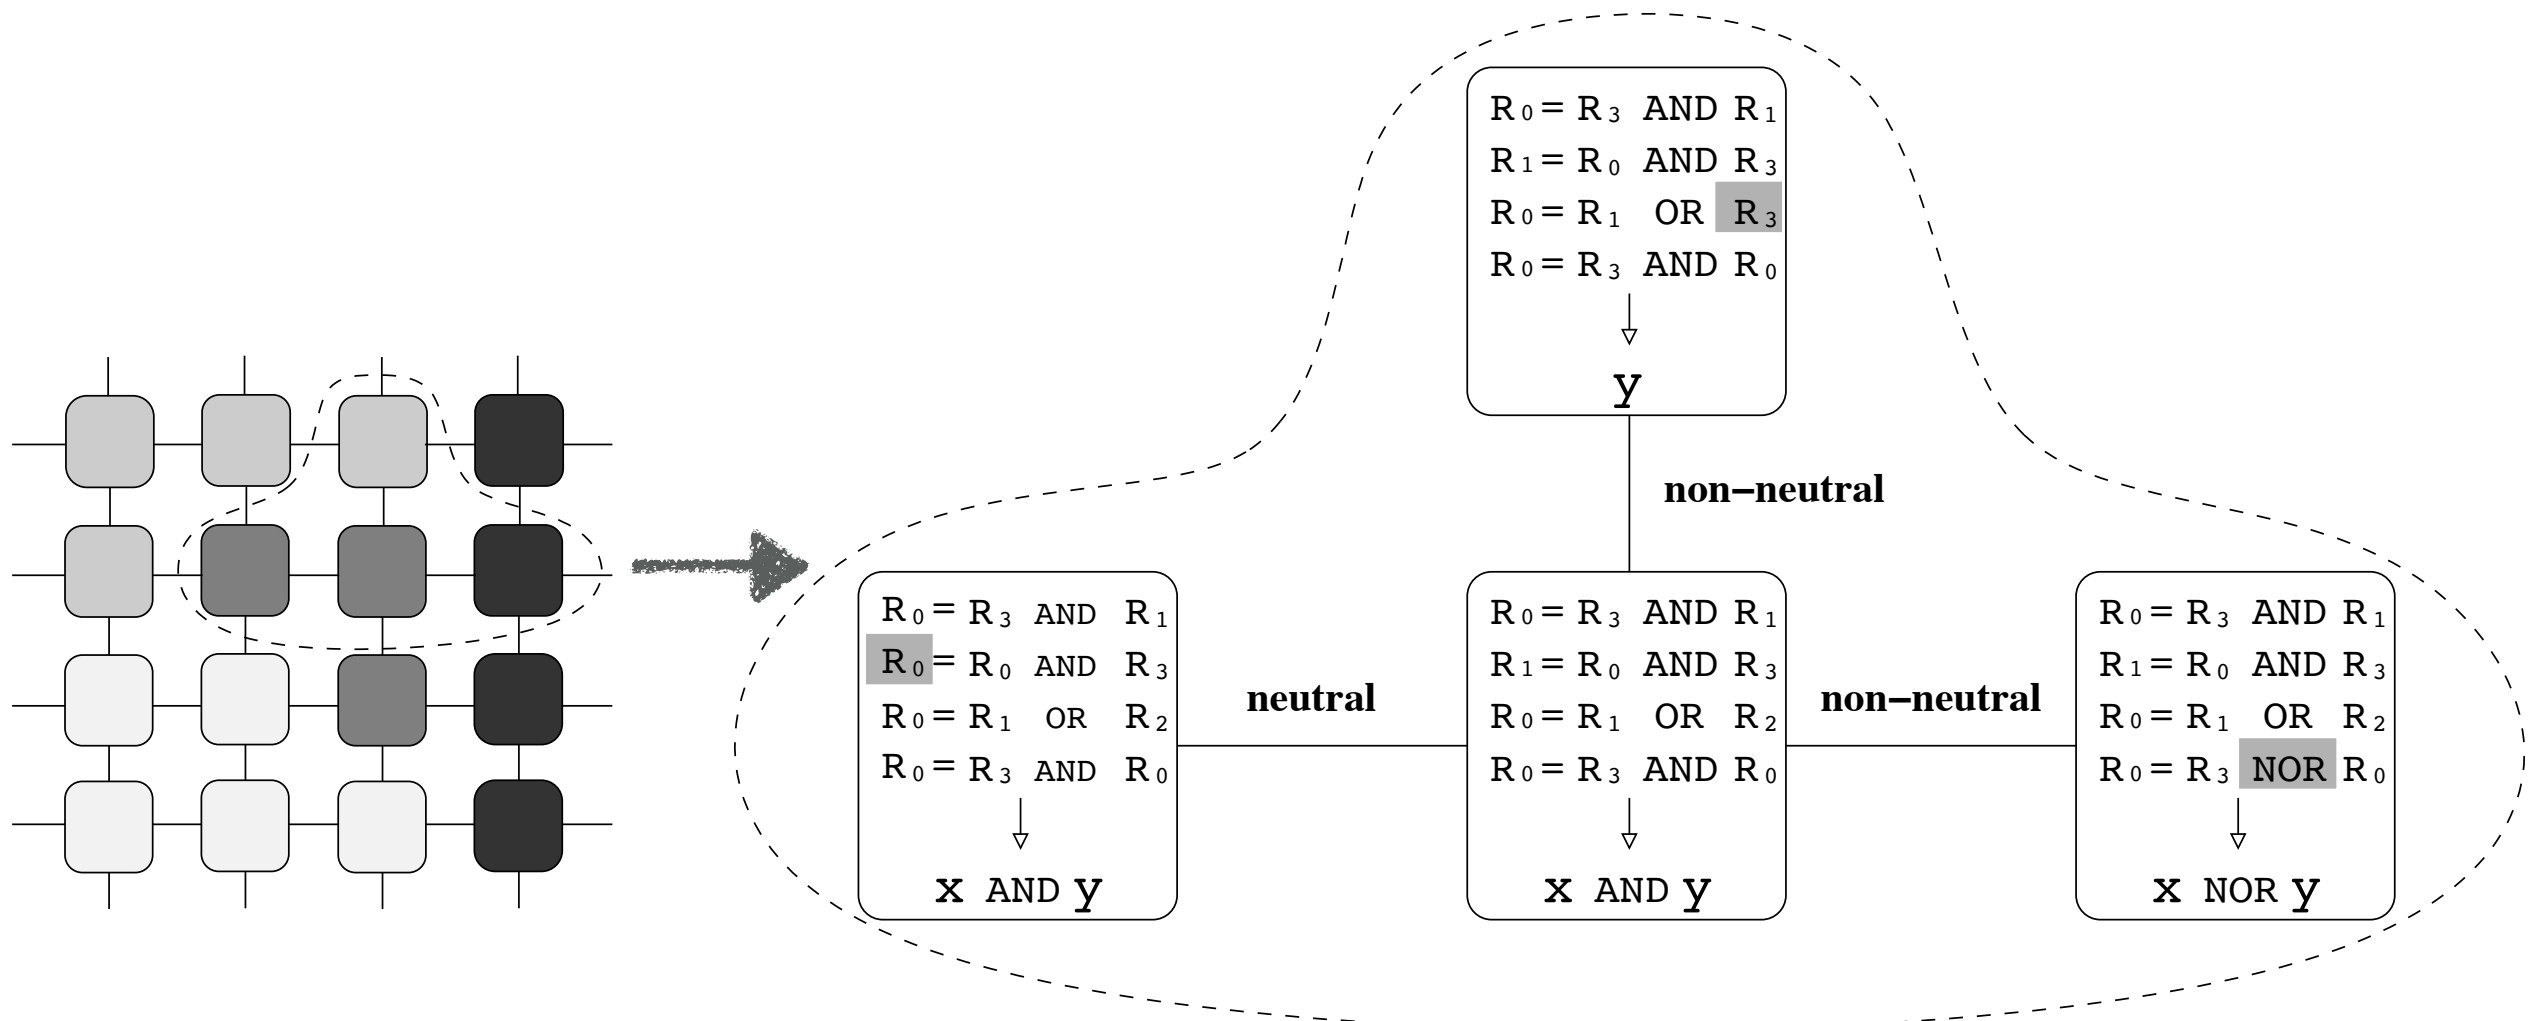 R0 = R3 AND R1
R1 = R0 AND R3
R0 = R1 OR R3
R0 = R3 AND R0
y
non–neutral
R0 = R3 AND R1
R0 = R0 AND R3
R0 = R1 OR R2
R0 = R3 AND R0
x AND y
neutral
R0 = R3 AND R1
R1 = R0 AND R3
R0 = R1 OR R2
R0 = R3 AND R0
x AND y
non–neutral
R0 = R3 AND R1
R1 = R0 AND R3
R0 = R1 OR R2
R0 = R3 NOR R0
x NOR y